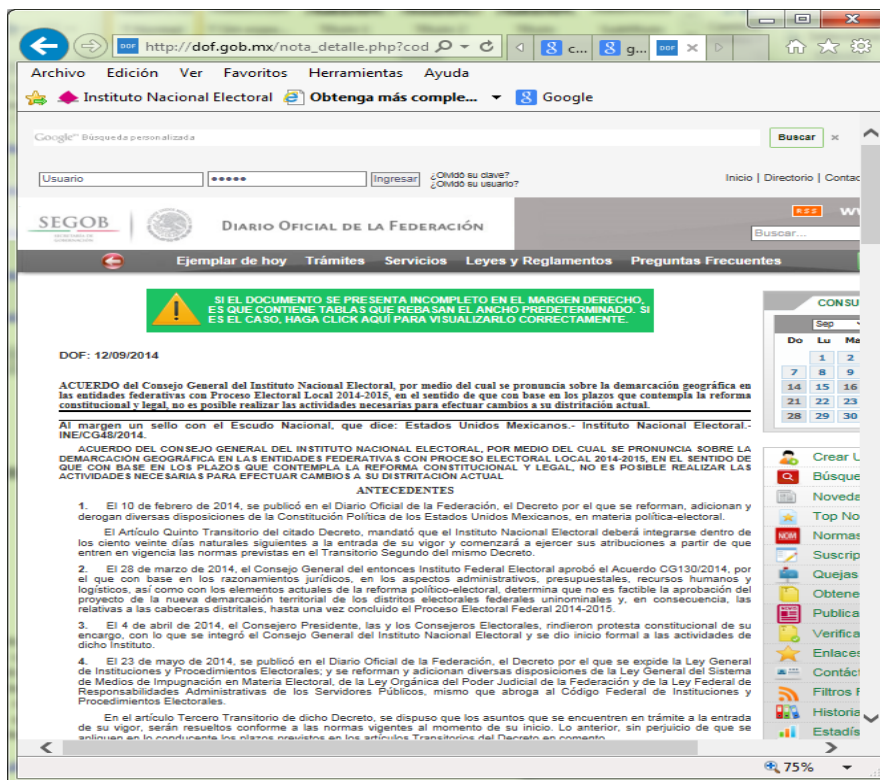 http://dof.gob.mx/nota_detalle.php?cod
c...
g...
Archivo Edición Ver Favoritos Herramientas Ayuda
Instituto Nacional Electoral Obtenga más comple... Google
Google™ Búsqueda personalizada Buscar ×
Usuario ••••• Ingresar ¿Olvidó su clave?
¿Olvidó su usuario?
Inicio | Directorio | Contac
RSS
SEGOB
DIARIO OFICIAL DE LA FEDERACIÓN
Buscar...
Ejemplar de hoy Trámites Servicios Leyes y Reglamentos Preguntas Frecuentes
SI EL DOCUMENTO SE PRESENTA INCOMPLETO EN EL MARGEN DERECHO,
ES QUE CONTIENE TABLAS QUE REBASAN EL ANCHO PREDETERMINADO. SI
ES EL CASO, HAGA CLICK AQUÍ PARA VISUALIZARLO CORRECTAMENTE.
DOF: 12/09/2014
ACUERDO del Consejo General del Instituto Nacional Electoral, por medio del cual se pronuncia sobre la demarcación geográfica en
las entidades federativas con Proceso Electoral Local 2014-2015, en el sentido de que con base en los plazos que contempla la reforma
constitucional y legal, no es posible realizar las actividades necesarias para efectuar cambios a su distritación actual.
Al margen un sello con el Escudo Nacional, que dice: Estados Unidos Mexicanos.- Instituto Nacional Electoral.-
INE/CG48/2014.
ACUERDO DEL CONSEJO GENERAL DEL INSTITUTO NACIONAL ELECTORAL, POR MEDIO DEL CUAL SE PRONUNCIA SOBRE LA
DEMARCACIÓN GEOGRÁFICA EN LAS ENTIDADES FEDERATIVAS CON PROCESO ELECTORAL LOCAL 2014-2015, EN EL SENTIDO DE
QUE CON BASE EN LOS PLAZOS QUE CONTEMPLA LA REFORMA CONSTITUCIONAL Y LEGAL, NO ES POSIBLE REALIZAR LAS
ACTIVIDADES NECESARIAS PARA EFECTUAR CAMBIOS A SU DISTRITACIÓN ACTUAL
ANTECEDENTES
1. El 10 de febrero de 2014, se publicó en el Diario Oficial de la Federación, el Decreto por el que se reforman, adicionan y
derogan diversas disposiciones de la Constitución Política de los Estados Unidos Mexicanos, en materia política-electoral.
El Artículo Quinto Transitorio del citado Decreto, mandató que el Instituto Nacional Electoral deberá integrarse dentro de
los ciento veinte días naturales siguientes a la entrada de su vigor y comenzará a ejercer sus atribuciones a partir de que
entren en vigencia las normas previstas en el Transitorio Segundo del mismo Decreto.
2. El 28 de marzo de 2014, el Consejo General del entonces Instituto Federal Electoral aprobó el Acuerdo CG130/2014, por
el que con base en los razonamientos jurídicos, en los aspectos administrativos, presupuestales, recursos humanos y
logísticos, así como con los elementos actuales de la reforma político-electoral, determina que no es factible la aprobación del
proyecto de la nueva demarcación territorial de los distritos electorales federales uninominales y, en consecuencia, las
relativas a las cabeceras distritales, hasta una vez concluido el Proceso Electoral Federal 2014-2015.
3. El 4 de abril de 2014, el Consejero Presidente, las y los Consejeros Electorales, rindieron protesta constitucional de su
encargo, con lo que se integró el Consejo General del Instituto Nacional Electoral y se dio inicio formal a las actividades de
dicho Instituto.
4. El 23 de mayo de 2014, se publicó en el Diario Oficial de la Federación, el Decreto por el que se expide la Ley General
de Instituciones y Procedimientos Electorales; y se reforman y adicionan diversas disposiciones de la Ley General del Sistema
de Medios de Impugnación en Materia Electoral, de la Ley Orgánica del Poder Judicial de la Federación y de la Ley Federal de
Responsabilidades Administrativas de los Servidores Públicos, mismo que abroga al Código Federal de Instituciones y
Procedimientos Electorales.
En el artículo Tercero Transitorio de dicho Decreto, se dispuso que los asuntos que se encuentren en trámite a la entrada
de su vigor, serán resueltos conforme a las normas vigentes al momento de su inicio. Lo anterior, sin perjuicio de que se
apliquen en lo conducente los plazos previstos en los artículos Transitorios del Decreto en comento.
CONSU
Sep
Do Lu Ma
1 2
7 8 9
14 15 16
21 22 23
28 29 30
Crear U
Búsque
Noveda
Top No
NOM Normas
Suscrip
Quejas
Obtene
Publica
Verifica
Enlaces
Contác
Filtros F
Historia
Estadís
75%